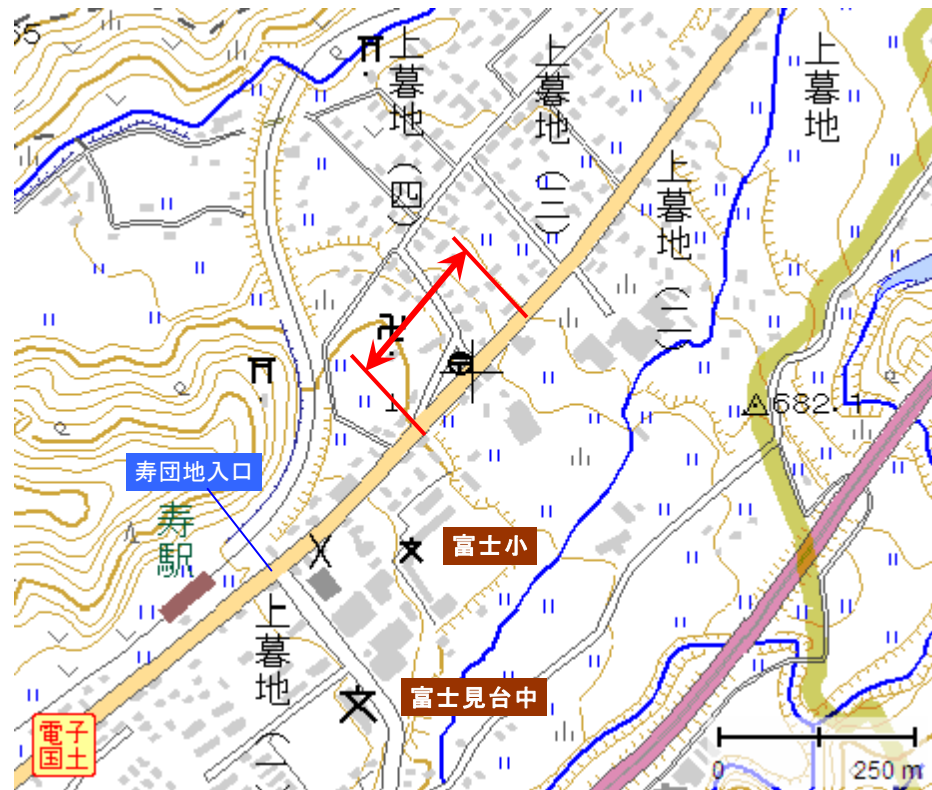 上暮地
(四)
上暮地
(三)
上暮地
上暮地
(二)
682.1
寿団地入口
寿駅
富士小
上暮地
富士見台中
電子
国土
0
250 m